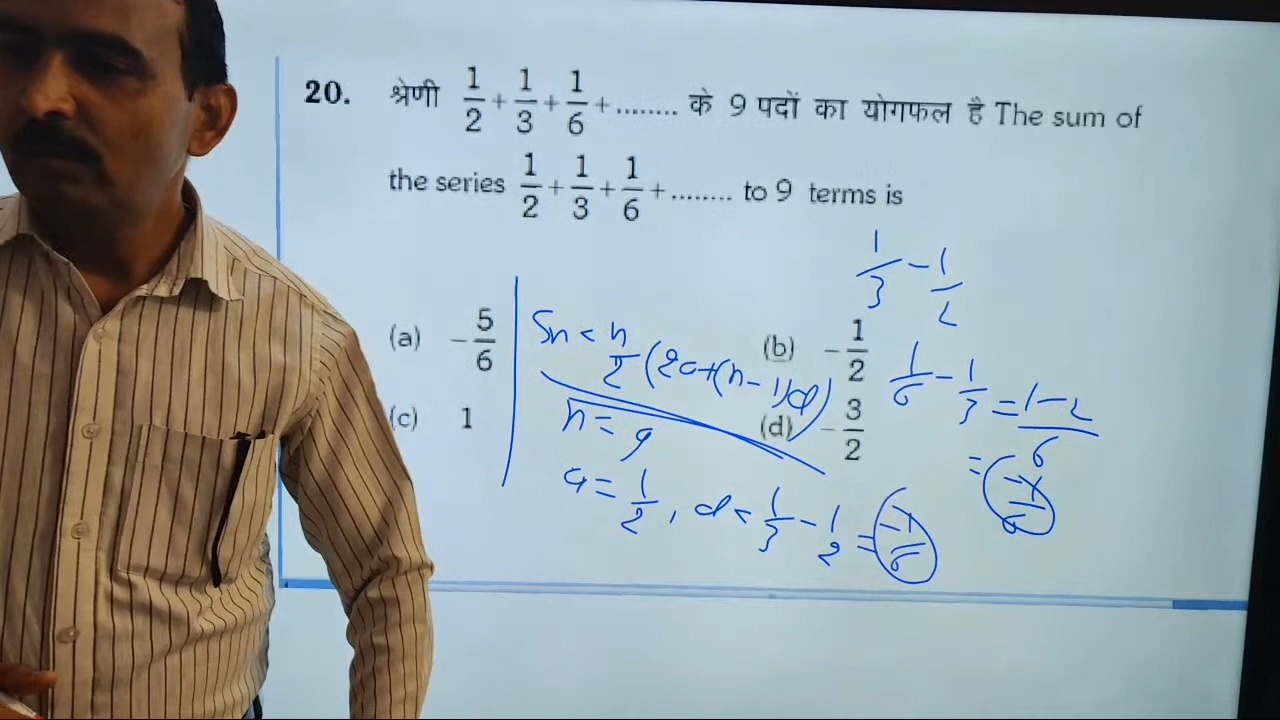 20. श्रेणी 1/2 + 1/3 + 1/6 + ........ के 9 पदों का योगफल है The sum of
the series 1/2 + 1/3 + 1/6 + ........ to 9 terms is
1/3 - 1/2
(a) -5/6
(b) -1/2
(c) 1
(d) -3/2
Sn = n/2 (2a+(n-1)d)
n = 9
a = 1/2, d = 1/3 - 1/2 = -1/6
1/6 - 1/3 = 1-2/6
= -1/6